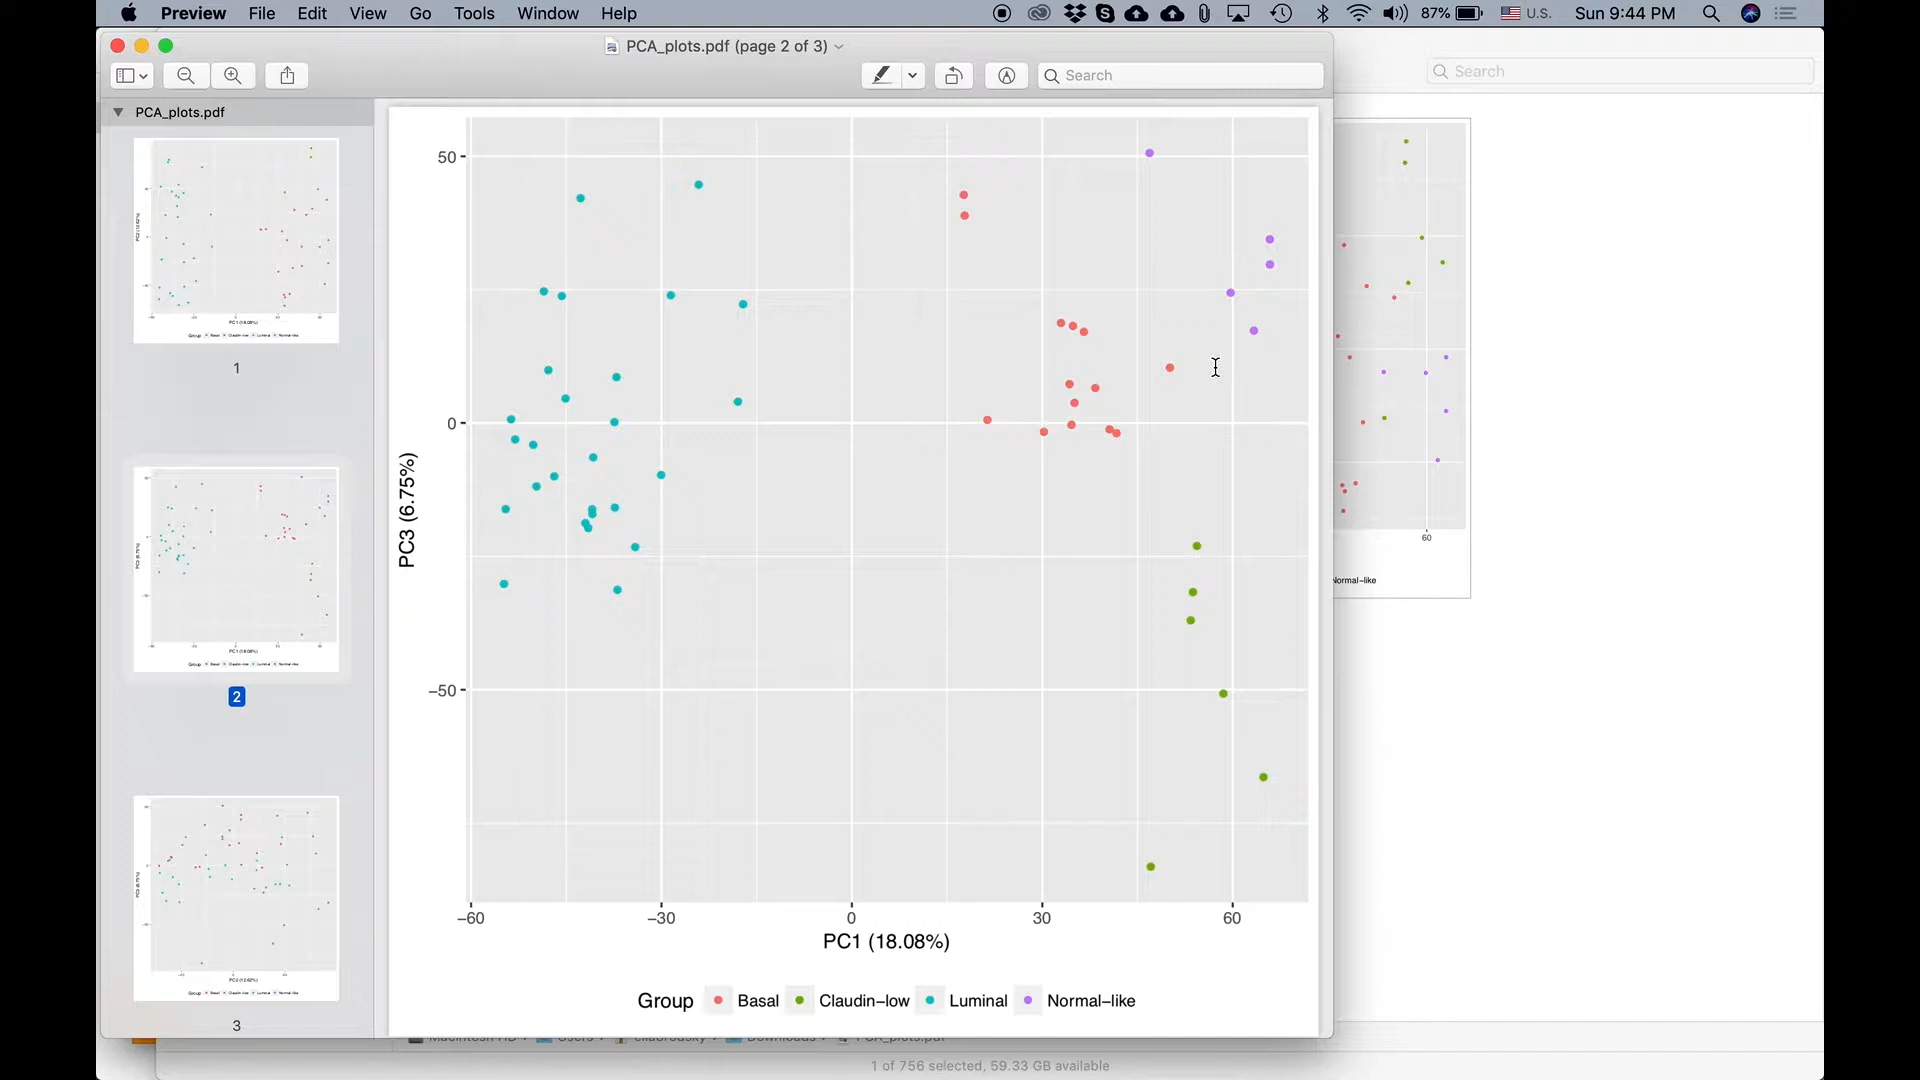 Preview File Edit View Go Tools Window Help 87% U.S. Sun 9:44 PM
PCA_plots.pdf (page 2 of 3)
Search
Search
PCA_plots.pdf
1
2
3
50
0
−50
PC3 (6.75%)
−60 −30 0 30 60
PC1 (18.08%)
Group Basal Claudin−low Luminal Normal−like
60
Normal−like
1 of 756 selected, 59.33 GB available